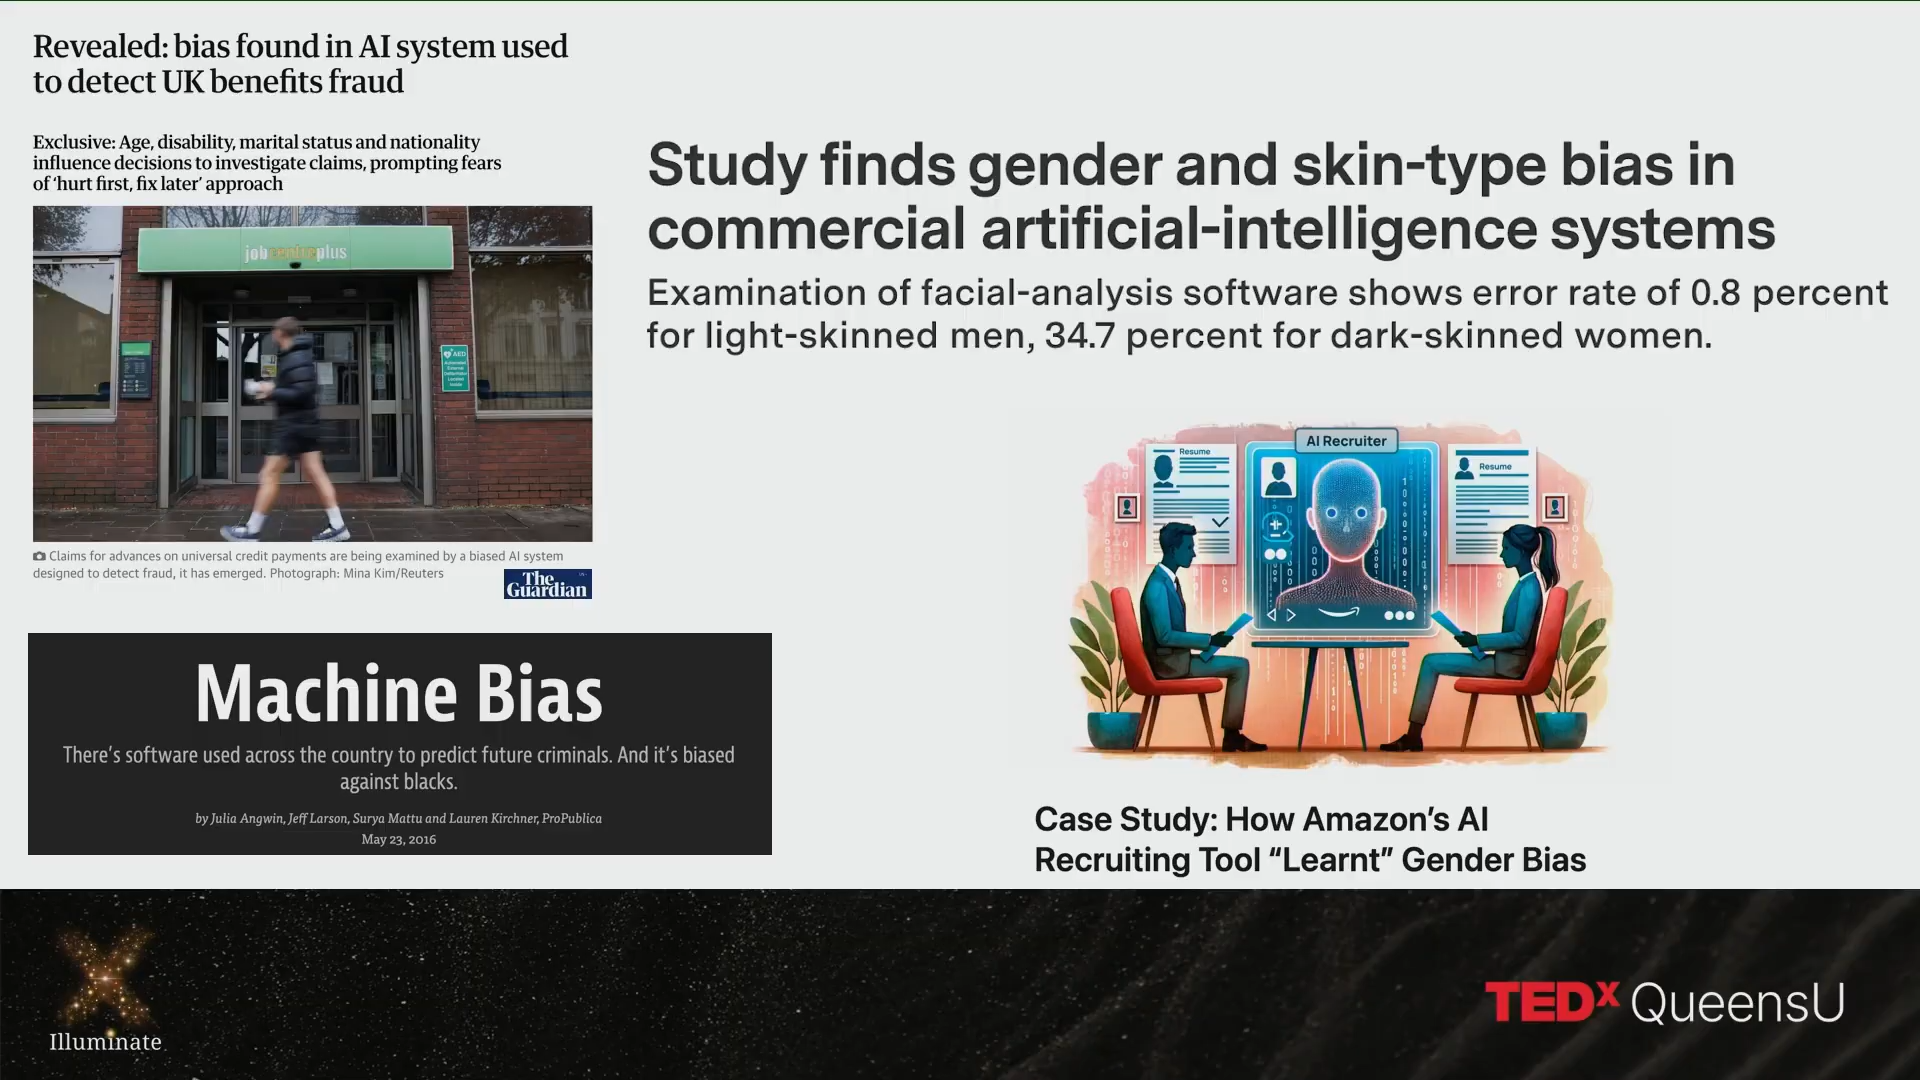 Revealed: bias found in AI system used
to detect UK benefits fraud
Exclusive: Age, disability, marital status and nationality
influence decisions to investigate claims, prompting fears
of ‘hurt first, fix later’ approach
jobcentreplus
AED
Claims for advances on universal credit payments are being examined by a biased AI system
designed to detect fraud, it has emerged. Photograph: Mina Kim/Reuters
The
Guardian
Study finds gender and skin-type bias in
commercial artificial-intelligence systems
Examination of facial-analysis software shows error rate of 0.8 percent
for light-skinned men, 34.7 percent for dark-skinned women.
Machine Bias
There’s software used across the country to predict future criminals. And it’s biased
against blacks.
by Julia Angwin, Jeff Larson, Surya Mattu and Lauren Kirchner, ProPublica
May 23, 2016
AI Recruiter
Resume
Resume
Case Study: How Amazon’s AI
Recruiting Tool “Learnt” Gender Bias
Illuminate
TEDx QueensU